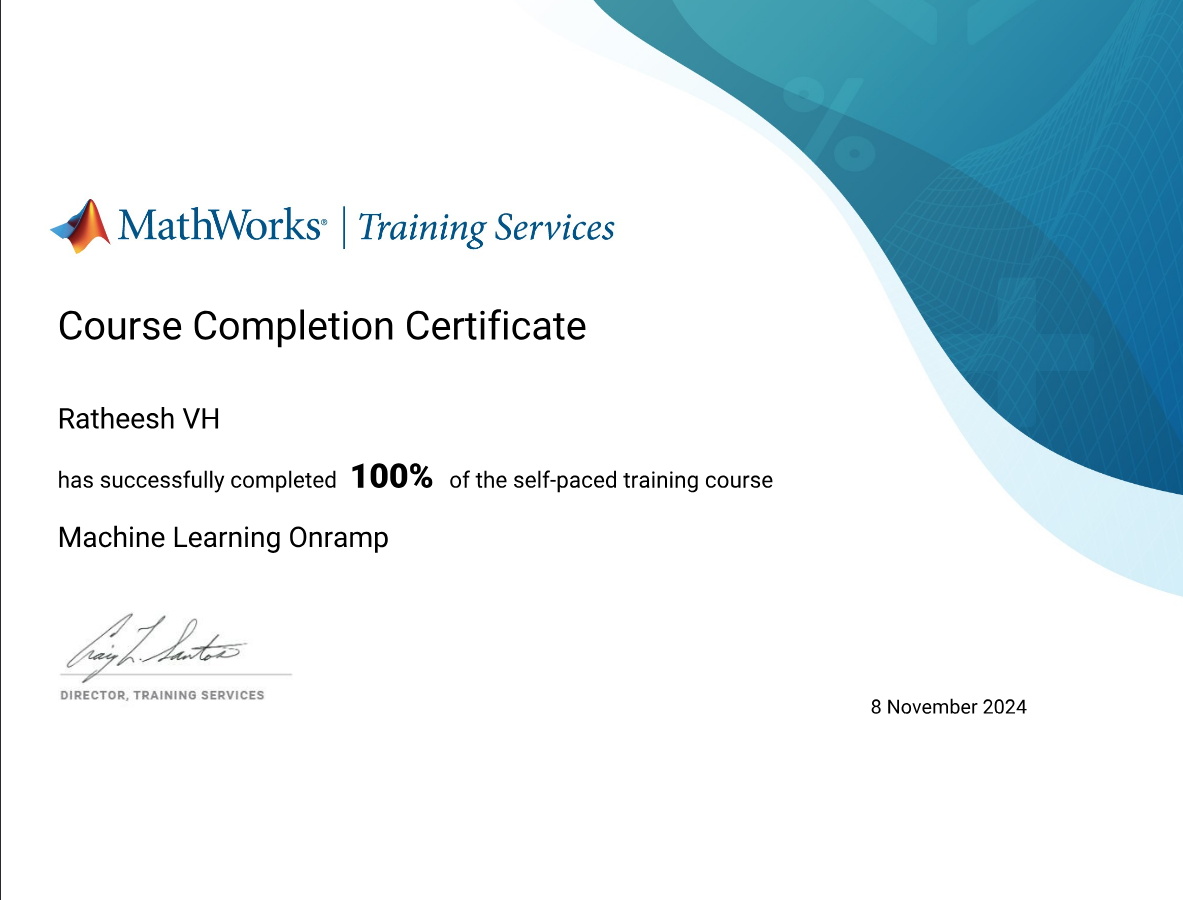 MathWorks® | Training Services
Course Completion Certificate
Ratheesh VH
has successfully completed 100% of the self-paced training course
Machine Learning Onramp
Craig L. Santos
DIRECTOR, TRAINING SERVICES
8 November 2024